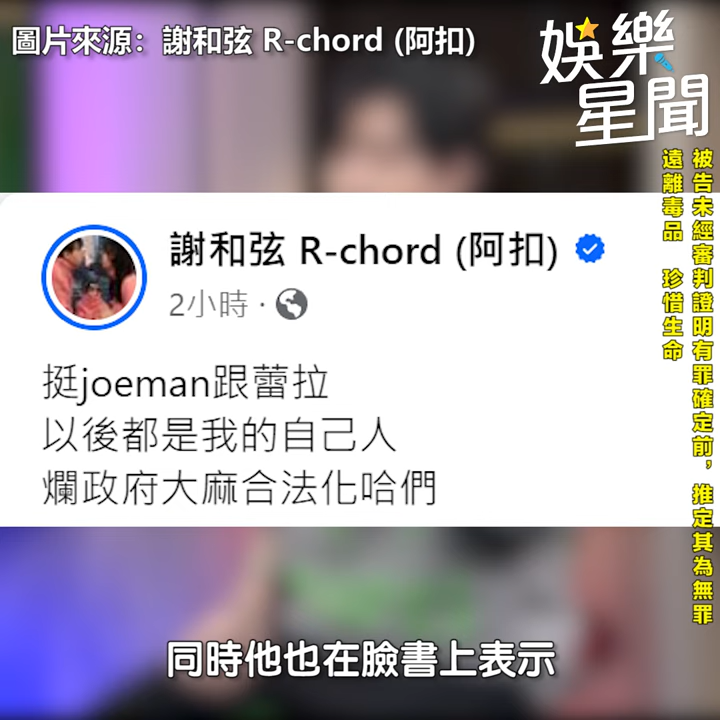 圖片來源：謝和弦 R-chord (阿扣)
娛樂星聞
被告未經審判證明有罪確定前，推定其為無罪
遠離毒品 珍惜生命
謝和弦 R-chord (阿扣)
2小時 ·
挺joeman跟蕾拉
以後都是我的自己人
爛政府大麻合法化哈們
同時他也在臉書上表示